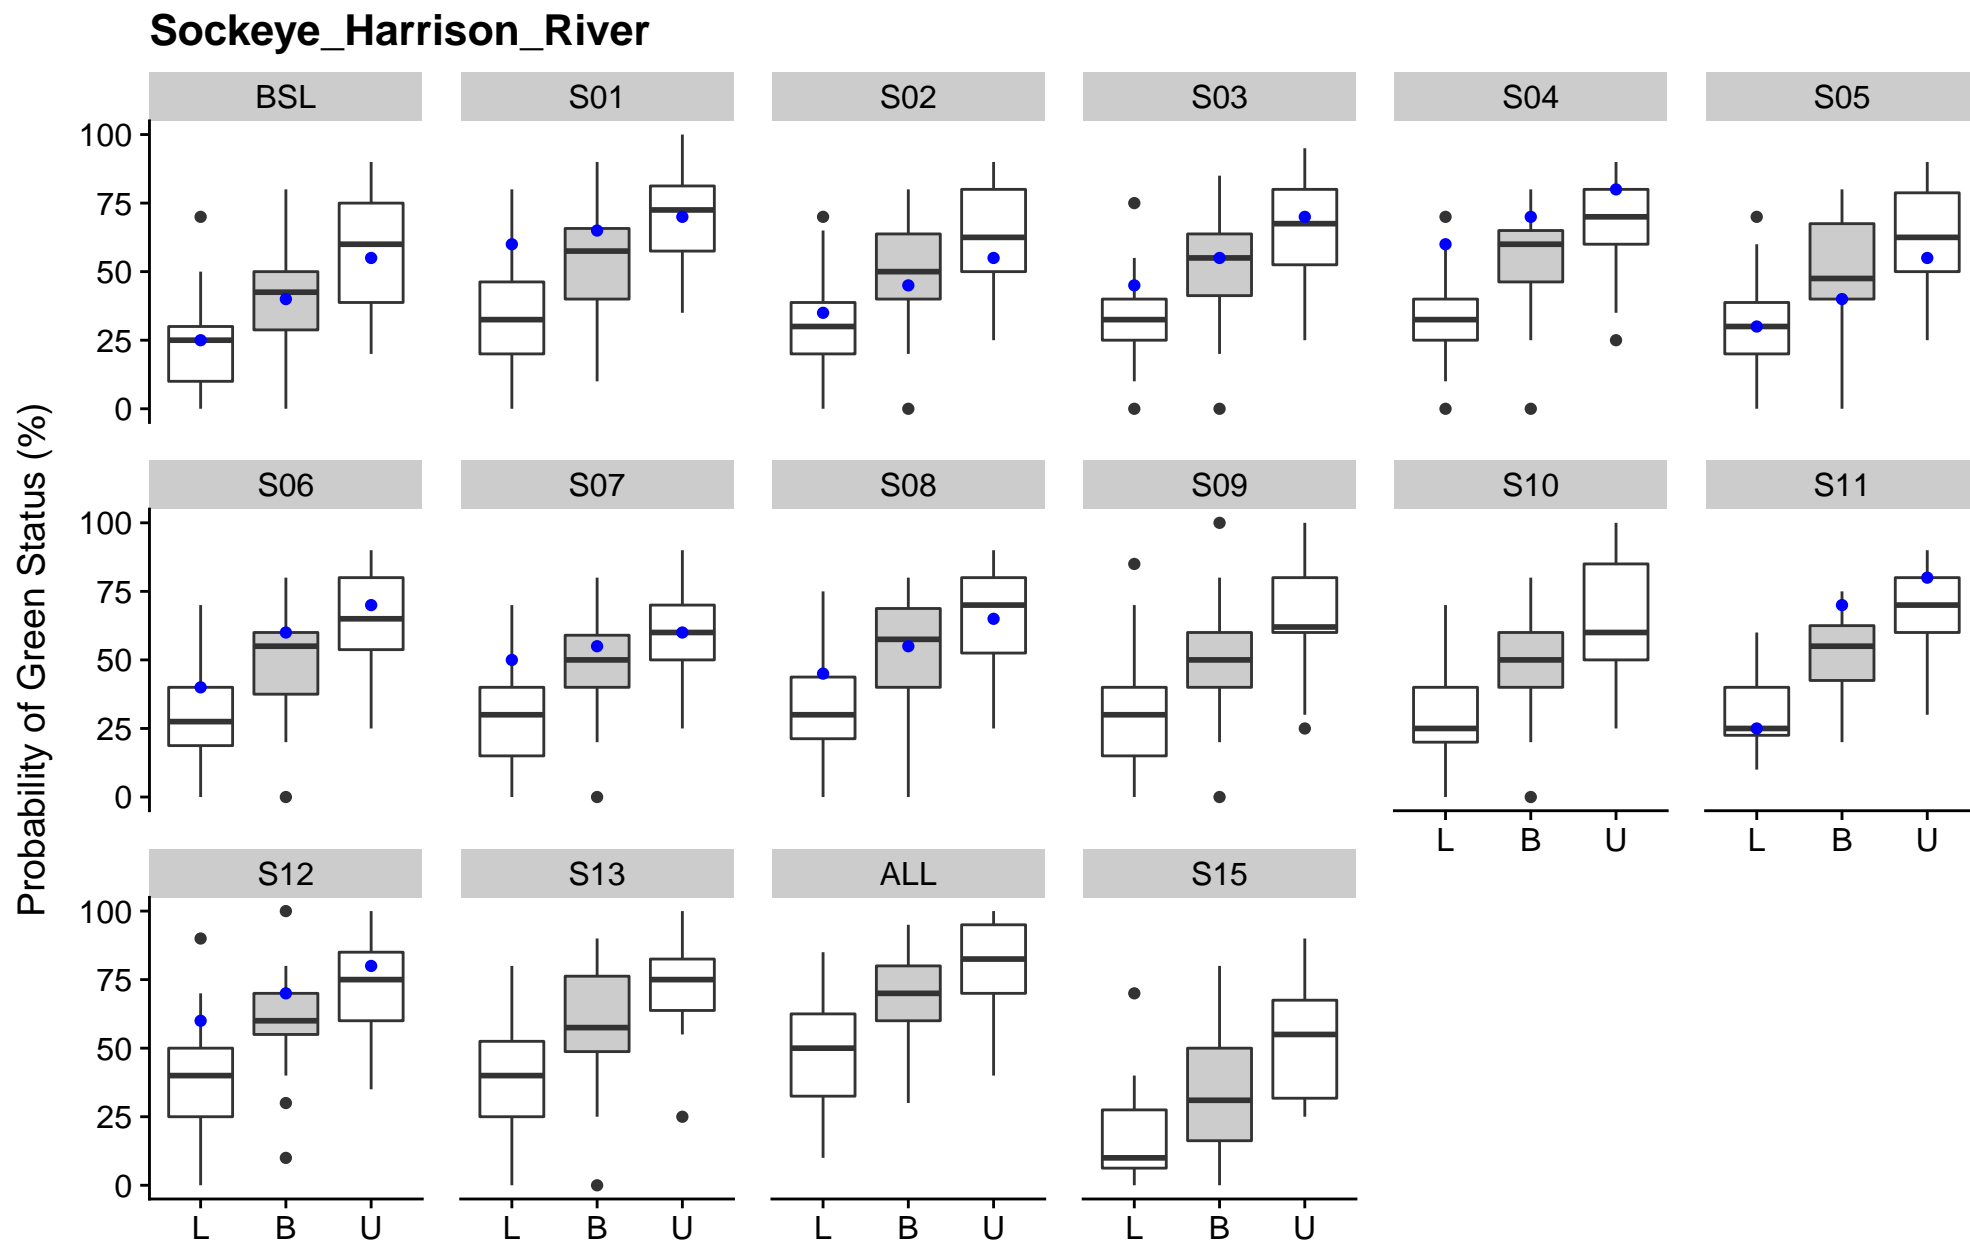 Sockeye_Harrison_River
BSL S01 S02 S03 S04 S05
100
75
50
25
0
Probability of Green Status (%)
S06 S07 S08 S09 S10 S11
100
75
50
25
0
L B U L B U
S12 S13 ALL S15
100
75
50
25
0
L B U L B U L B U L B U